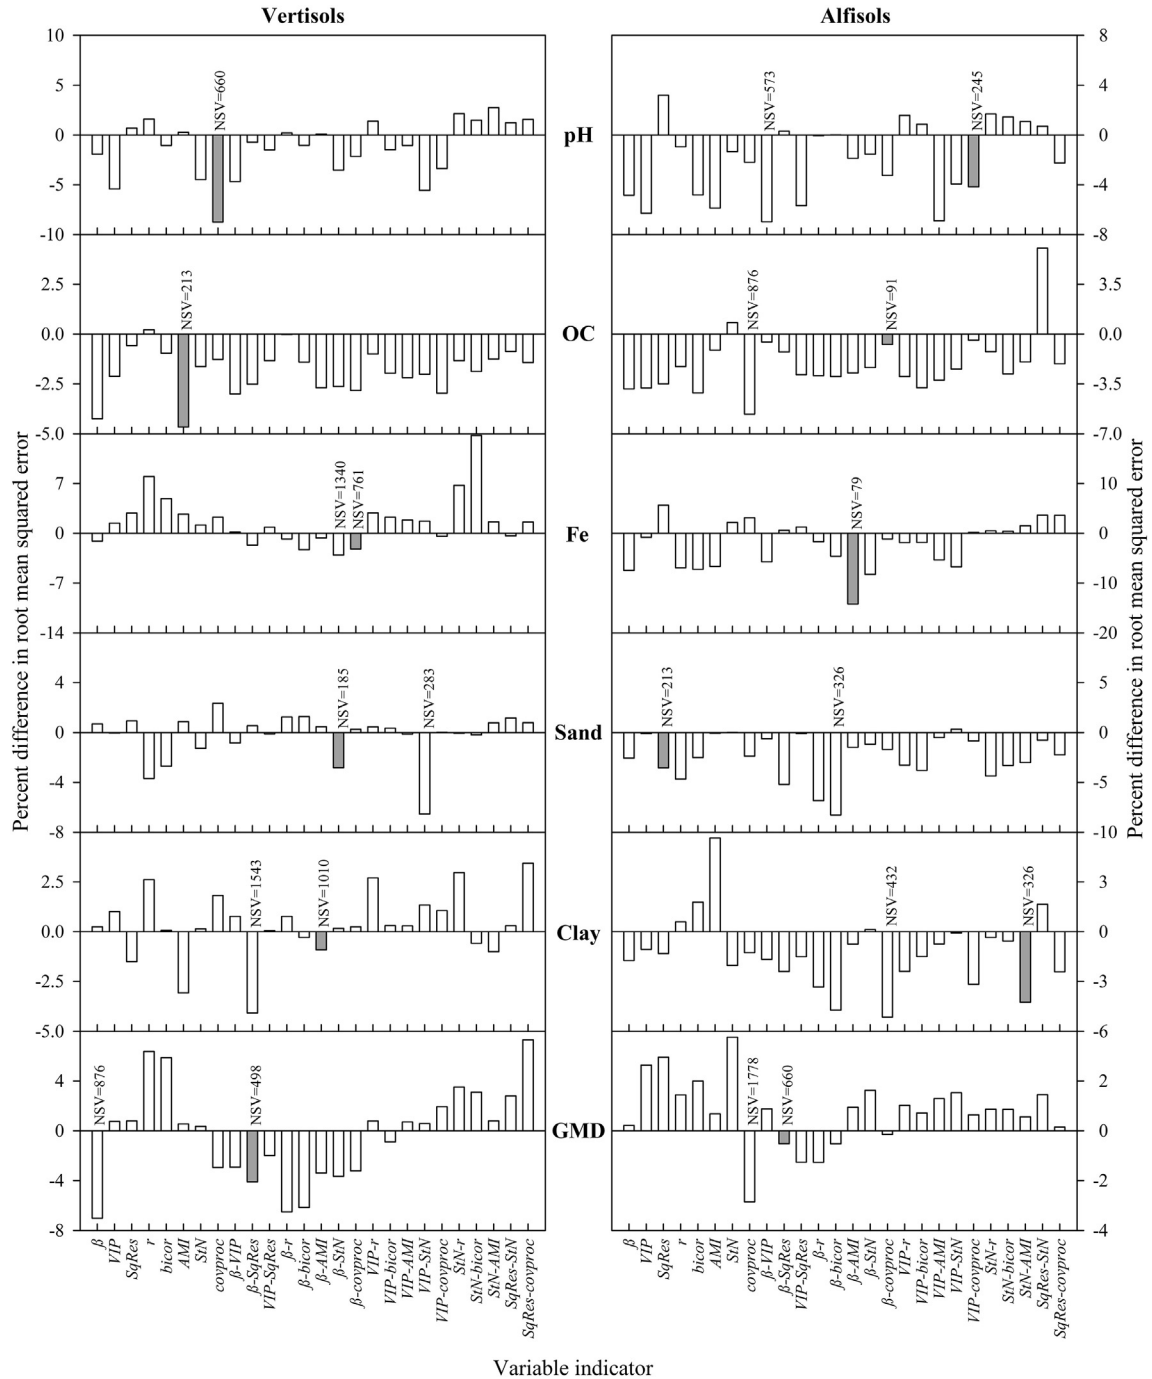 Vertisols
Alfisols
Percent difference in root mean squared error
10
5
0
-5
-10
NSV=660
pH
NSV=573
NSV=245
8
4
0
-4
-8
2.5
0.0
-2.5
-5.0
NSV=213
OC
NSV=876
NSV=91
3.5
0.0
-3.5
-7.0
7
0
-7
-14
NSV=1340
NSV=761
Fe
NSV=79
10
0
-10
-20
4
0
-4
-8
NSV=185
NSV=283
Sand
NSV=213
NSV=326
5
0
-5
-10
2.5
0.0
-2.5
-5.0
NSV=1543
NSV=1010
Clay
NSV=432
NSV=326
3
0
-3
-6
4
0
-4
-8
NSV=876
NSV=498
GMD
NSV=1778
NSV=660
2
0
-2
-4
Percent difference in root mean squared error
β
VIP
SqRes
r
bicor
AMI
StN
covproc
β-VIP
β-SqRes
VIP-SqRes
β-r
β-bicor
β-AMI
β-StN
β-covproc
VIP-r
VIP-bicor
VIP-AMI
VIP-StN
VIP-covproc
StN-r
StN-bicor
StN-AMI
SqRes-StN
SqRes-covproc
β
VIP
SqRes
r
bicor
AMI
StN
covproc
β-VIP
β-SqRes
VIP-SqRes
β-r
β-bicor
β-AMI
β-StN
β-covproc
VIP-r
VIP-bicor
VIP-AMI
VIP-StN
VIP-covproc
StN-r
StN-bicor
StN-AMI
SqRes-StN
SqRes-covproc
Variable indicator